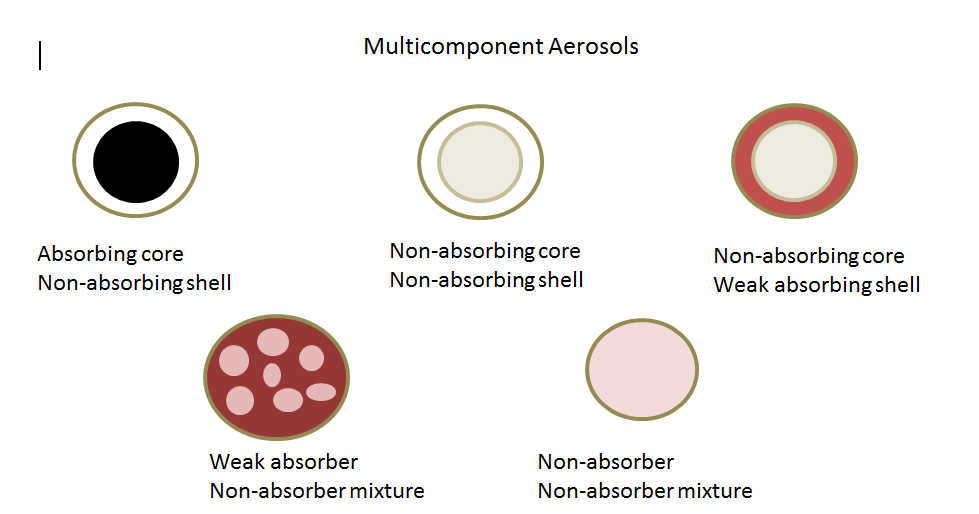 Multicomponent Aerosols
Absorbing core
Non-absorbing shell
Non-absorbing core
Non-absorbing shell
Non-absorbing core
Weak absorbing shell
Weak absorber
Non-absorber mixture
Non-absorber
Non-absorber mixture